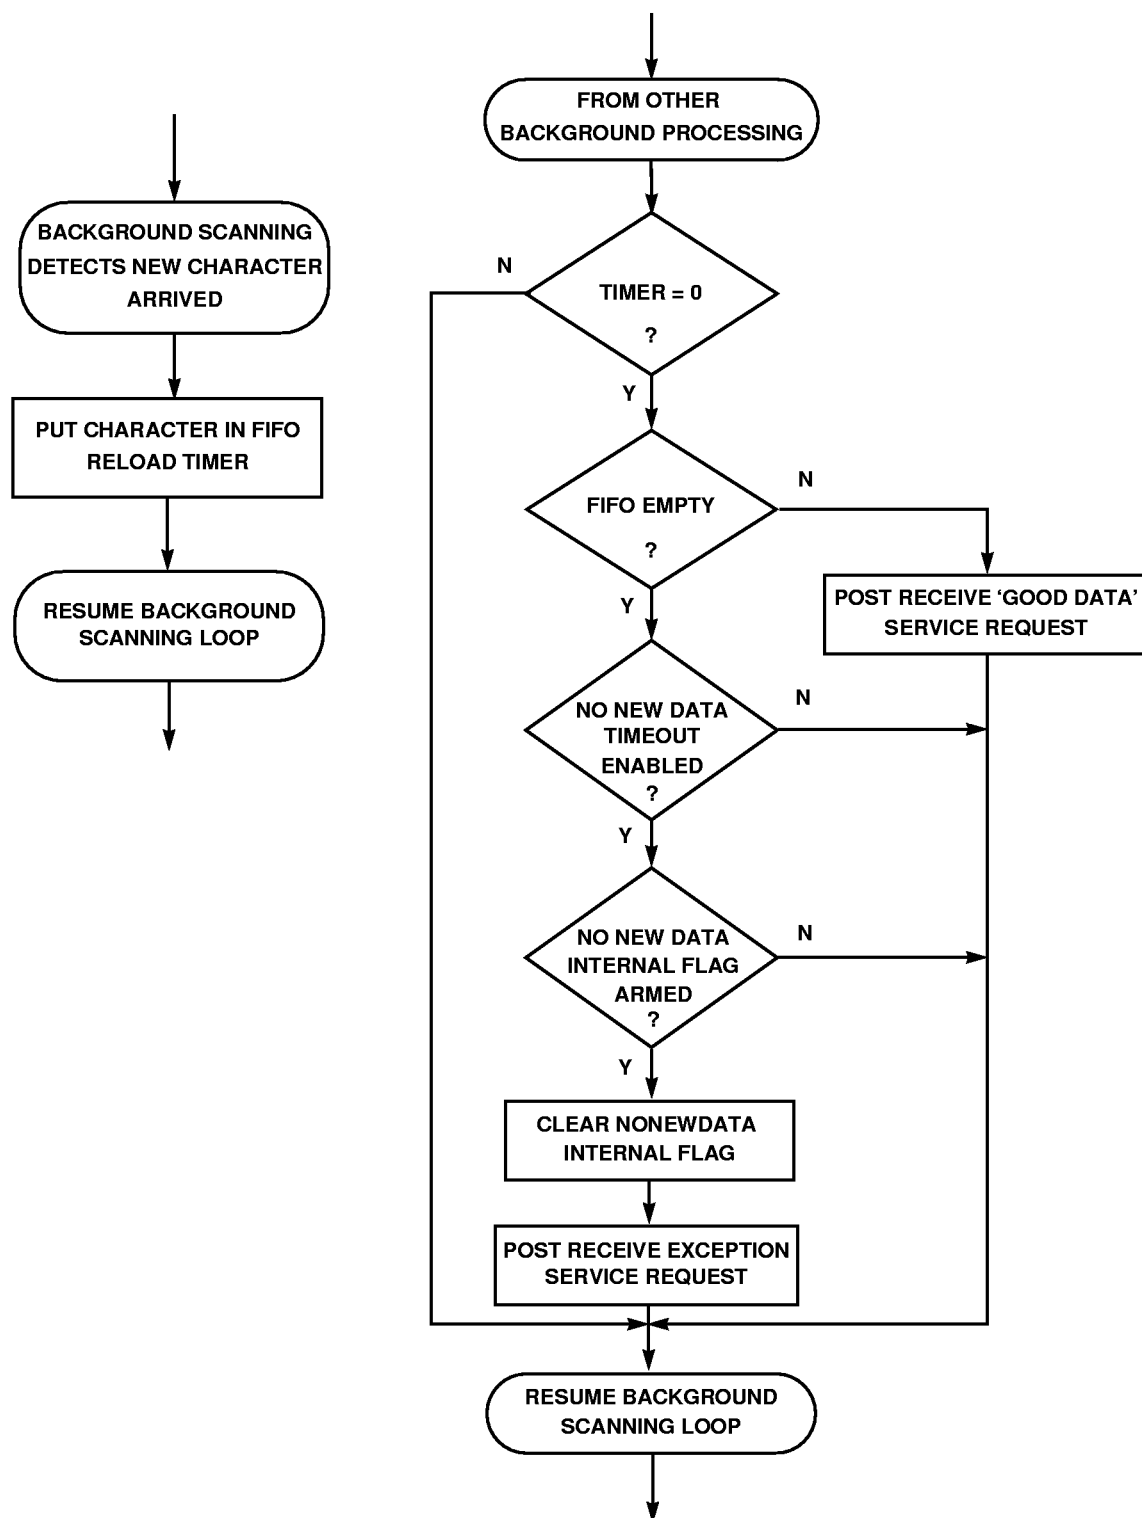 BACKGROUND SCANNING
DETECTS NEW CHARACTER
ARRIVED
PUT CHARACTER IN FIFO
RELOAD TIMER
RESUME BACKGROUND
SCANNING LOOP
FROM OTHER
BACKGROUND PROCESSING
N
TIMER = 0
?
Y
FIFO EMPTY
?
N
Y
POST RECEIVE ‘GOOD DATA’
SERVICE REQUEST
NO NEW DATA
TIMEOUT
ENABLED
?
N
Y
NO NEW DATA
INTERNAL FLAG
ARMED
?
N
Y
CLEAR NONEWDATA
INTERNAL FLAG
POST RECEIVE EXCEPTION
SERVICE REQUEST
RESUME BACKGROUND
SCANNING LOOP